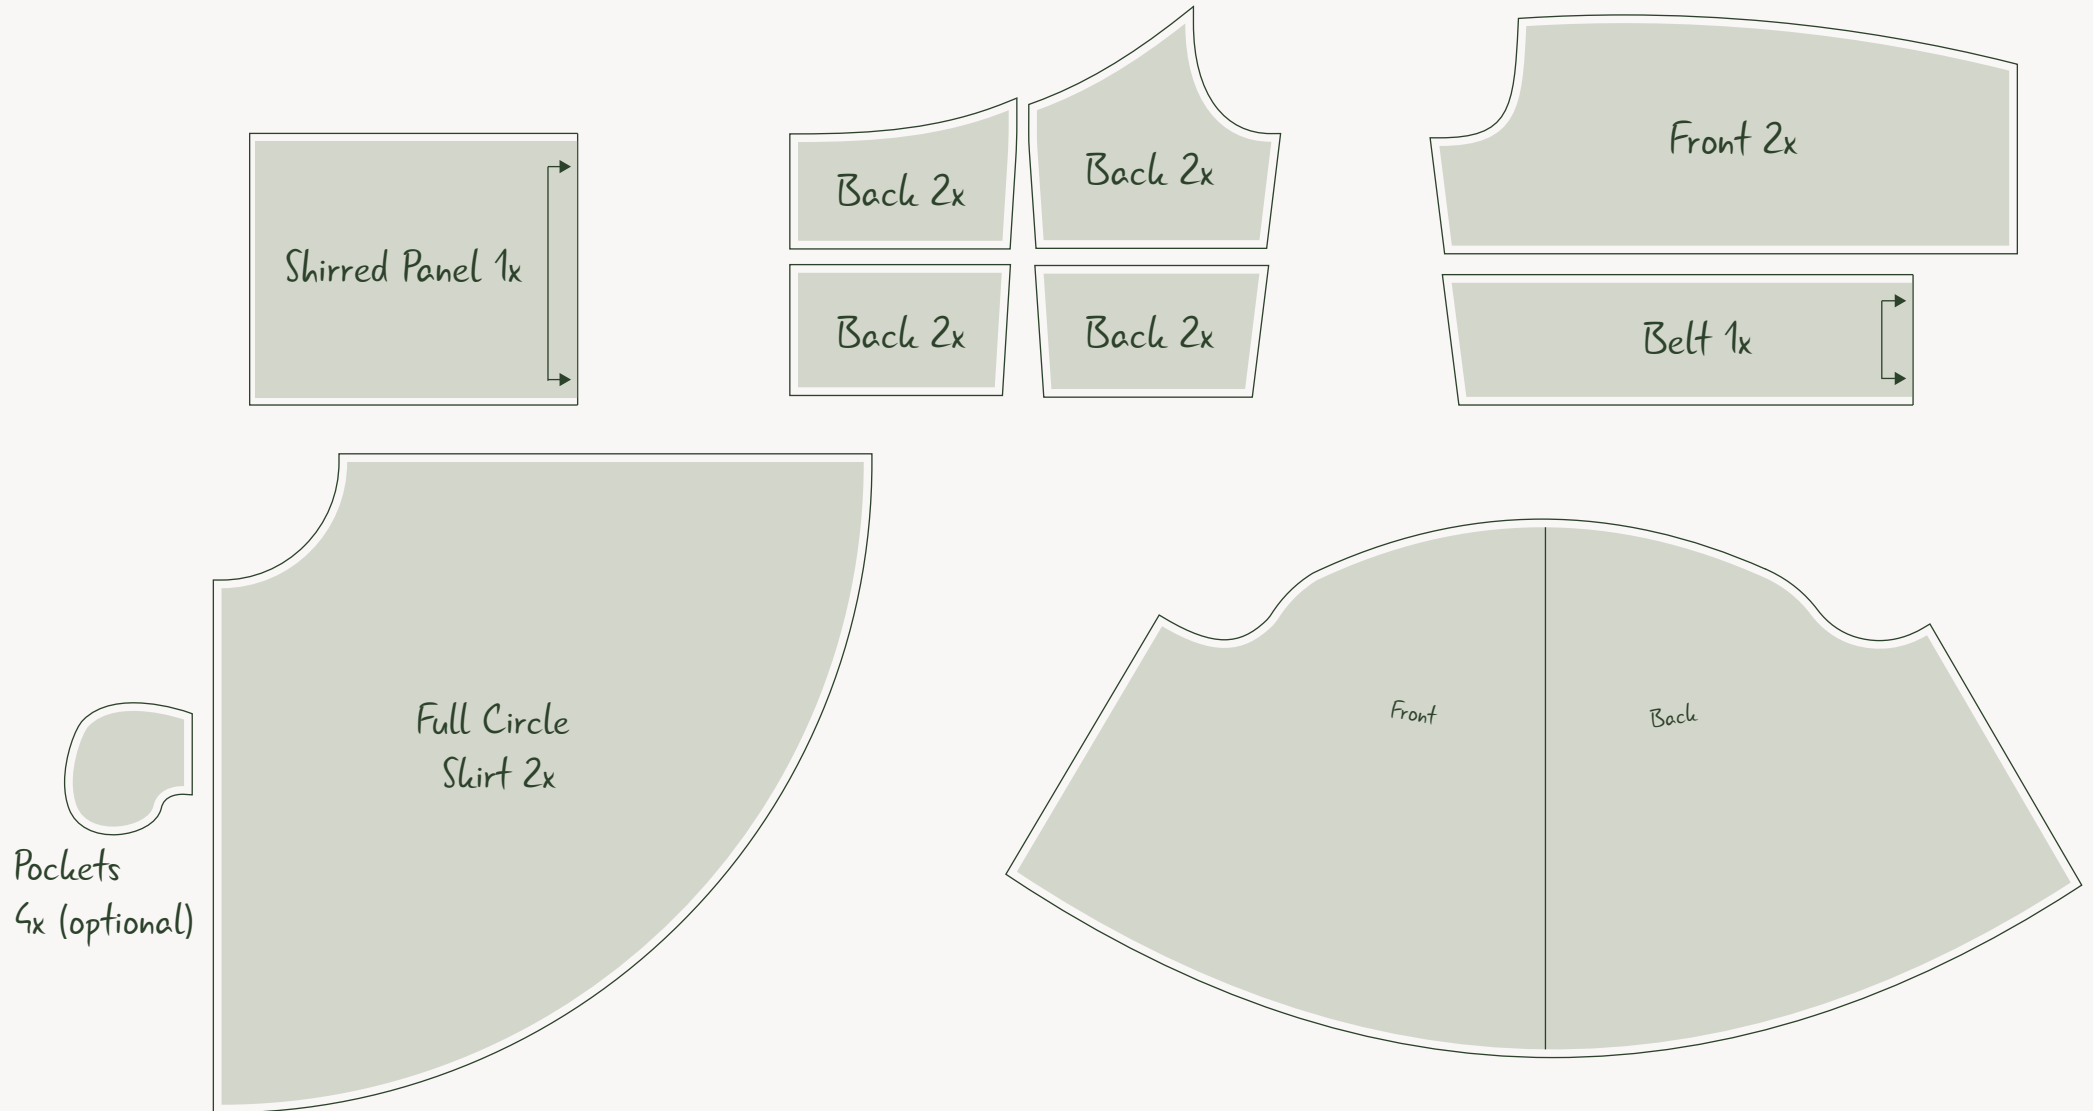 Shirred Panel 1x
Back 2x
Back 2x
Back 2x
Back 2x
Front 2x
Belt 1x
Full Circle
Skirt 2x
Pockets
4x (optional)
Front
Back